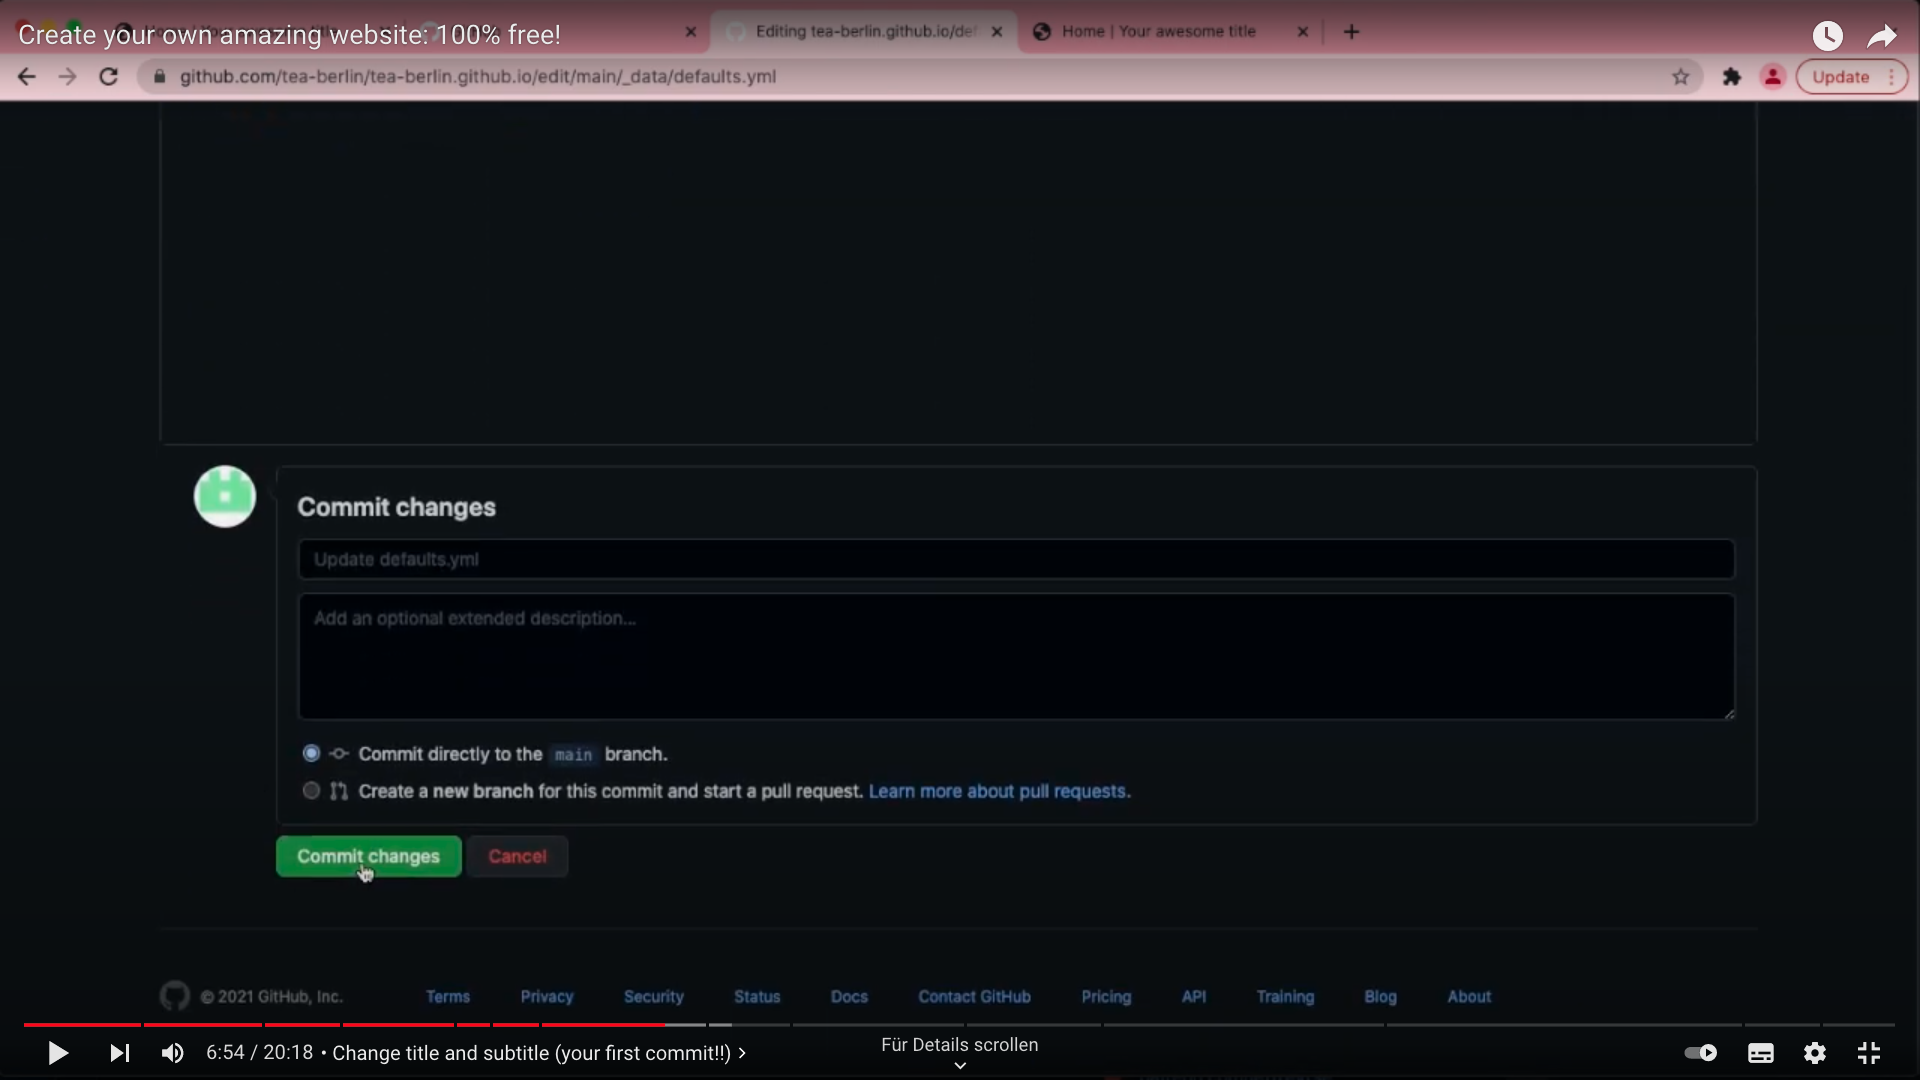 Create your own amazing website: 100% free!
Editing tea-berlin.github.io/def
Home | Your awesome title
github.com/tea-berlin/tea-berlin.github.io/edit/main/_data/defaults.yml
Update
Commit changes
Update defaults.yml
Add an optional extended description...
Commit directly to the main branch.
Create a new branch for this commit and start a pull request. Learn more about pull requests.
Commit changes
Cancel
© 2021 GitHub, Inc.
Terms
Privacy
Security
Status
Docs
Contact GitHub
Pricing
API
Training
Blog
About
6:54 / 20:18 • Change title and subtitle (your first commit!!)
Für Details scrollen